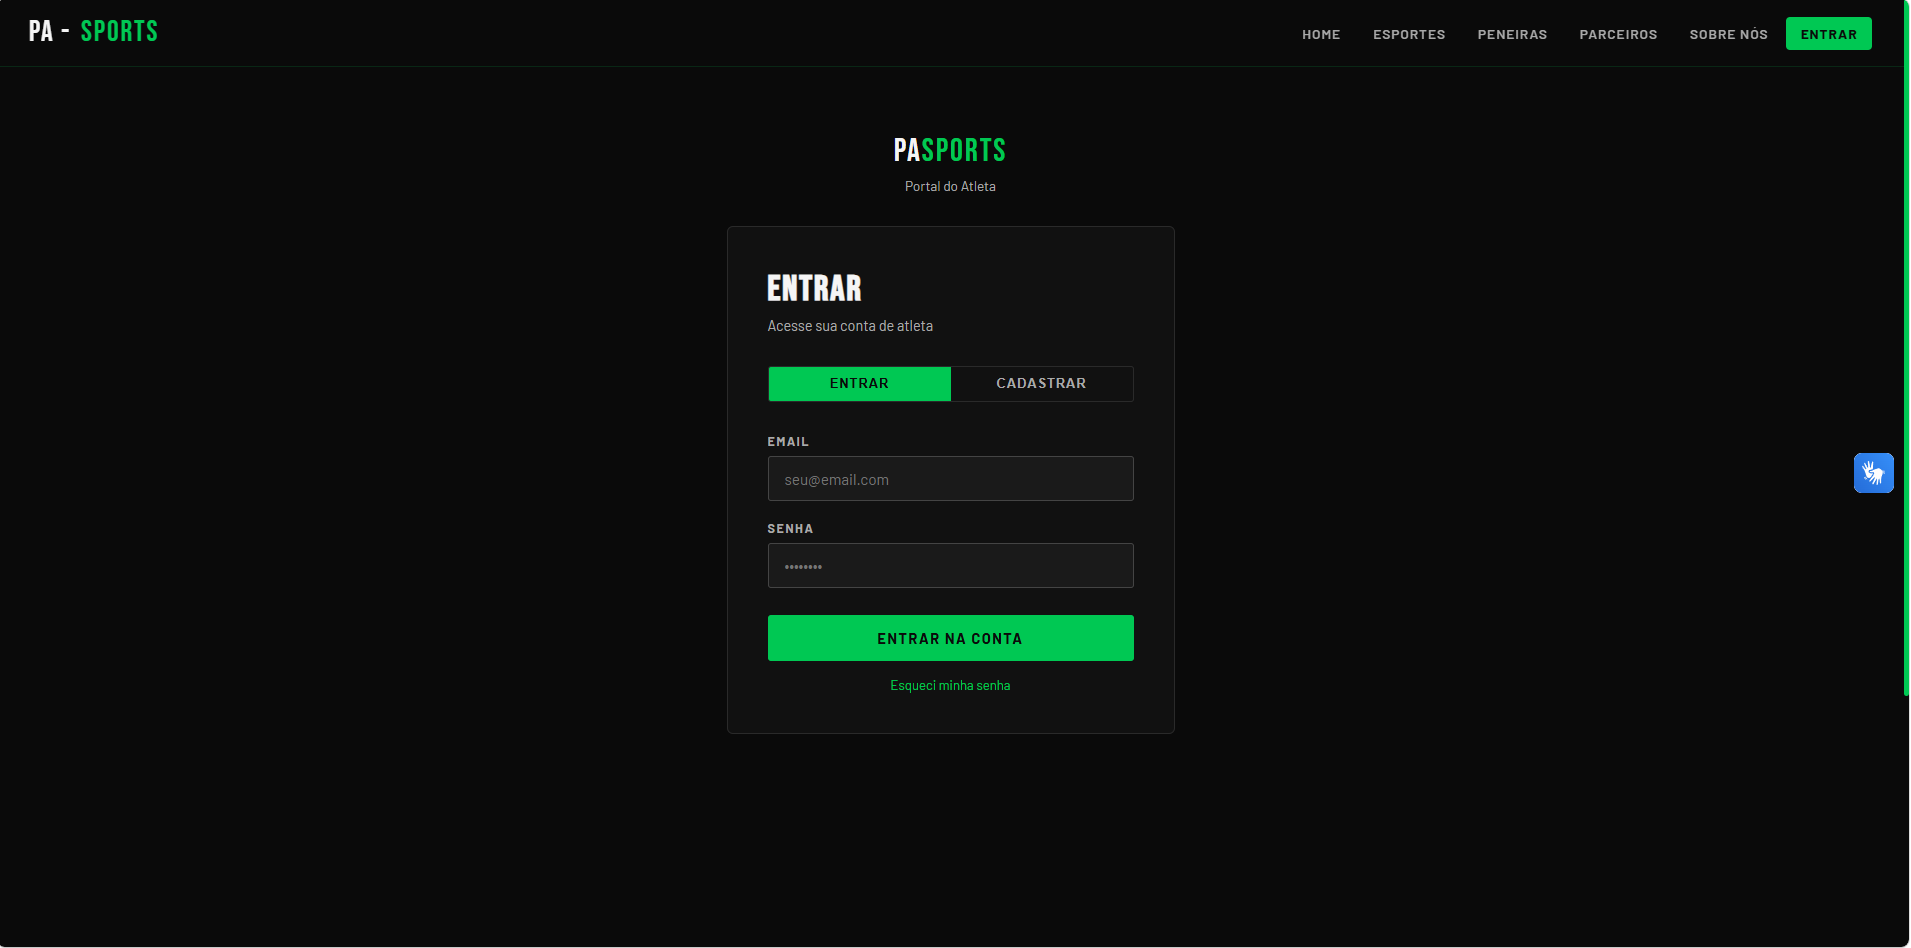 PA - SPORTS
HOME ESPORTES PENEIRAS PARCEIROS SOBRE NÓS ENTRAR
PASPORTS
Portal do Atleta
ENTRAR
Acesse sua conta de atleta
ENTRAR CADASTRAR
EMAIL
seu@email.com
SENHA
••••••••
ENTRAR NA CONTA
Esqueci minha senha